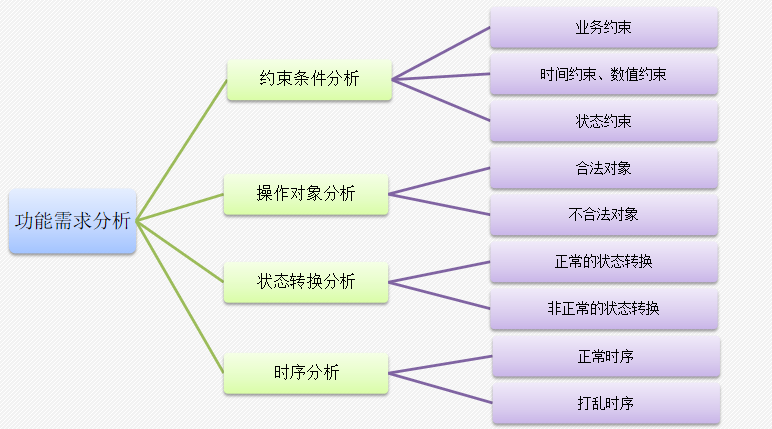 功能需求分析
约束条件分析
业务约束
时间约束、数值约束
状态约束
操作对象分析
合法对象
不合法对象
状态转换分析
正常的状态转换
非正常的状态转换
时序分析
正常时序
打乱时序